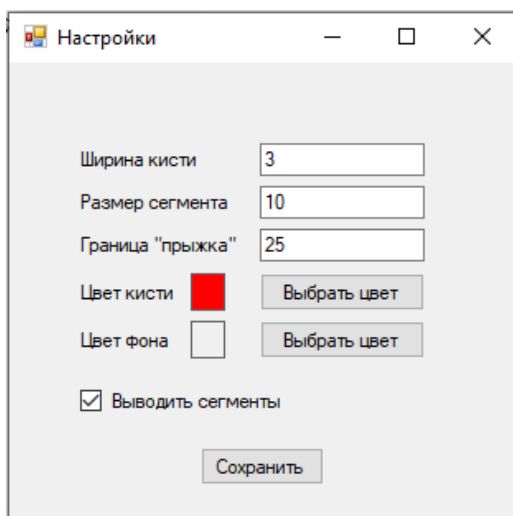 Настройки
Ширина кисти 3
Размер сегмента 10
Граница "прыжка" 25
Цвет кисти Выбрать цвет
Цвет фона Выбрать цвет
Выводить сегменты
Сохранить